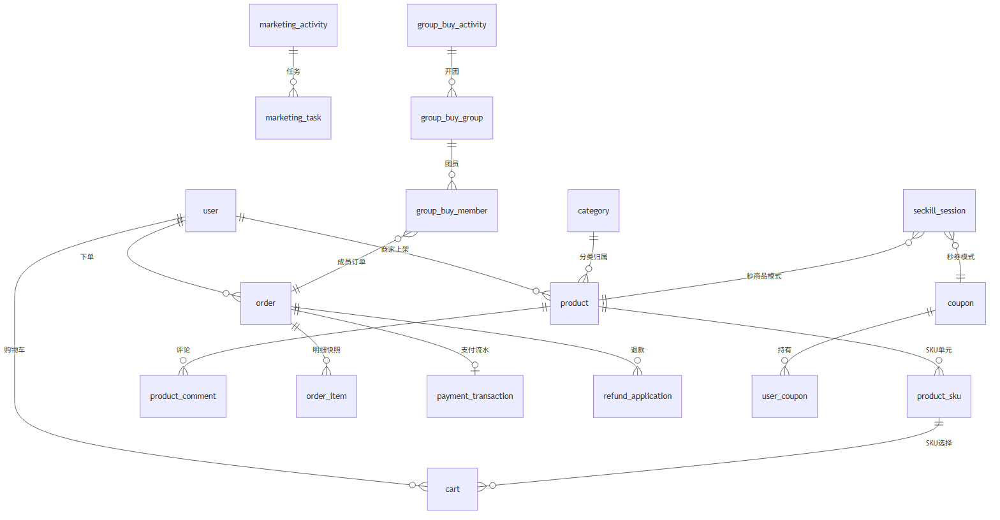 marketing_activity
group_buy_activity
任务
开团
marketing_task
group_buy_group
团员
user
group_buy_member
category
seckill_session
商家上架
下单
成员订单
分类归属
秒券模式
秒商品模式
order
product
coupon
购物车
评论
明细快照
支付流水
退款
持有
SKU单元
product_comment
order_item
payment_transaction
refund_application
user_coupon
product_sku
SKU选择
cart